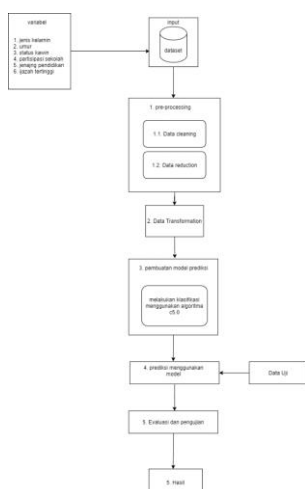 variabel
1. jenis kelamin
2. umur
3. status kawin
4. partisipasi sekolah
5. jenjang pendidikan
6. ijazah tertinggi
input
dataset
1. pre-processing
1.1. Data cleaning
1.2. Data reduction
2. Data Transformation
3. pembuatan model prediksi
melakukan klasifikasi
menggunakan algoritma
c5.0
4. prediksi menggunakan
model
Data Uji
5. Evaluasi dan pengujian
6. Hasil